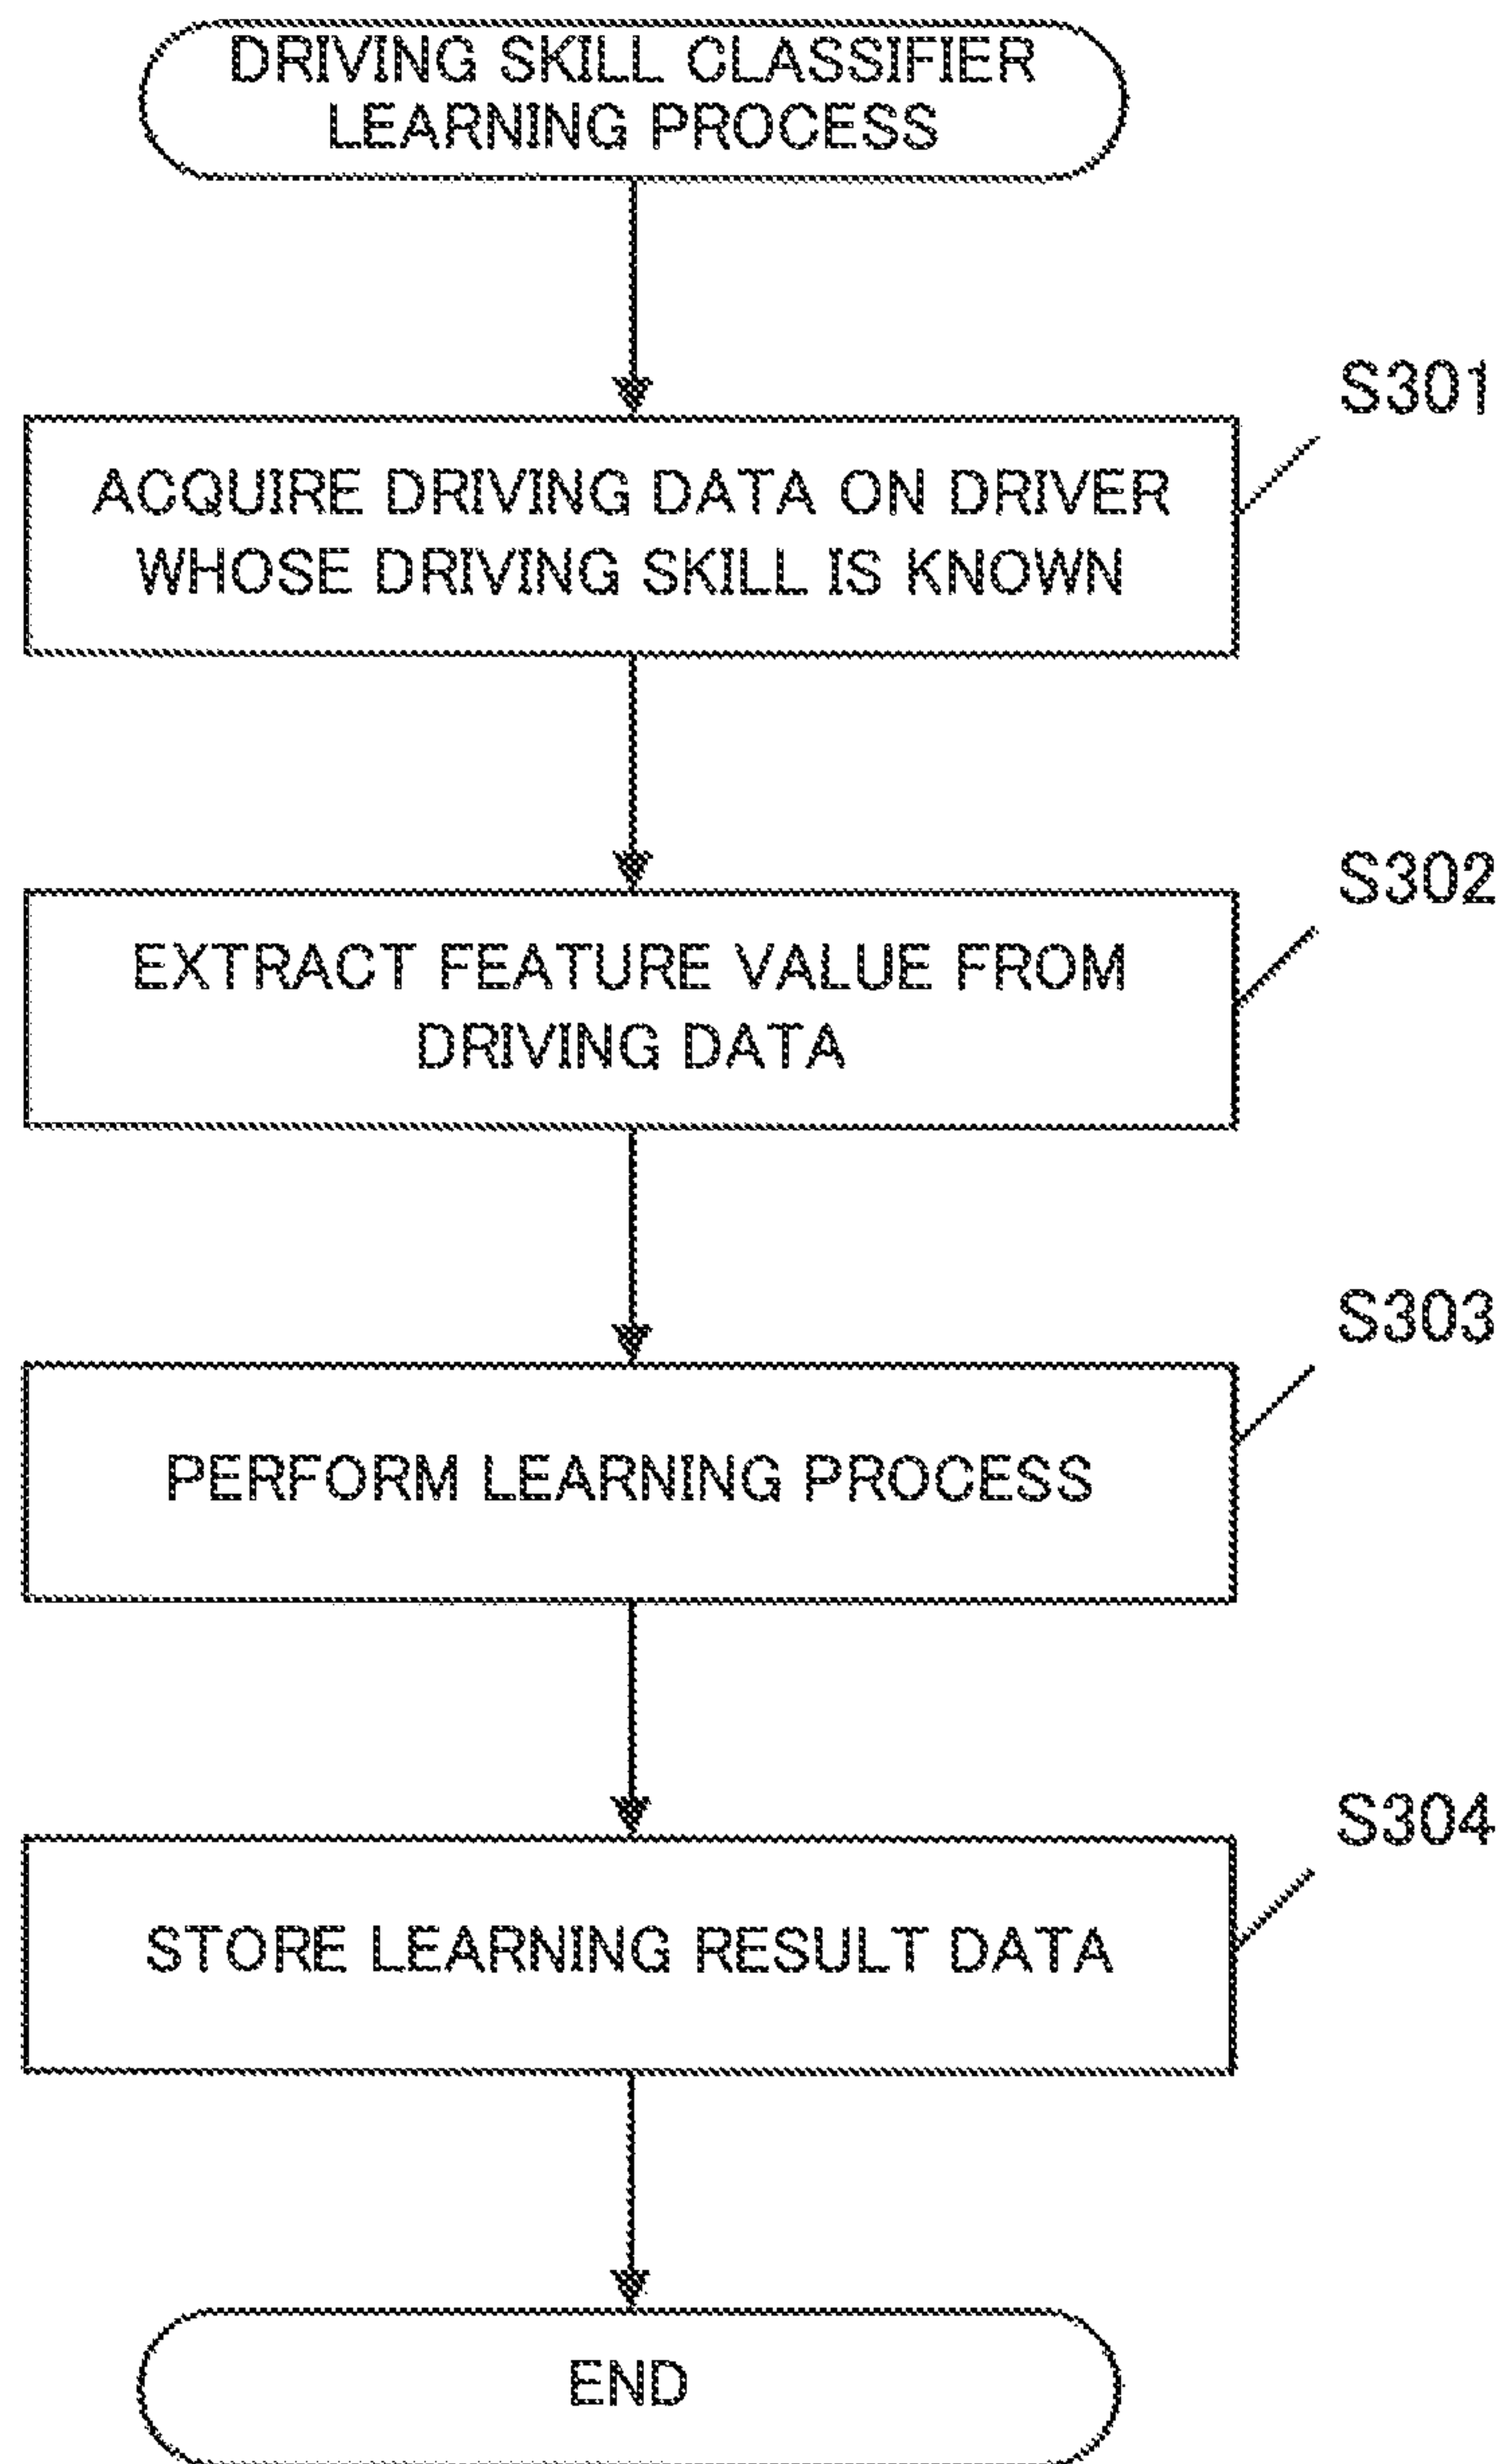 DRIVING SKILL CLASSIFIER
LEARNING PROCESS
S301
ACQUIRE DRIVING DATA ON DRIVER
WHOSE DRIVING SKILL IS KNOWN
S302
EXTRACT FEATURE VALUE FROM
DRIVING DATA
S303
PERFORM LEARNING PROCESS
S304
STORE LEARNING RESULT DATA
END